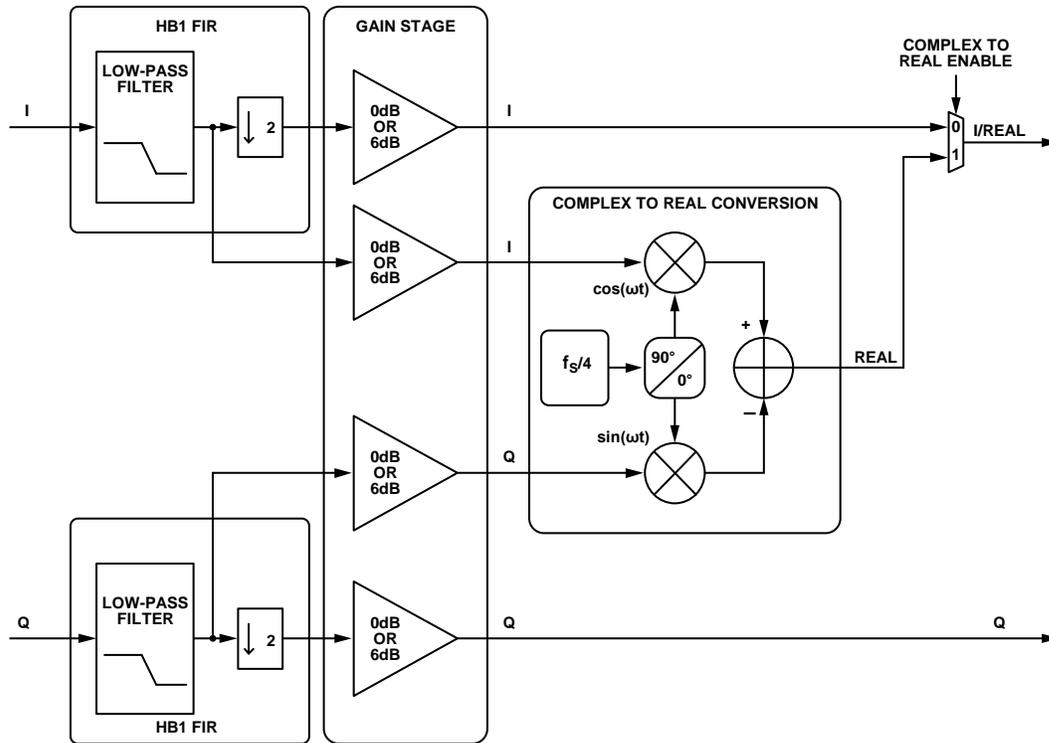 HB1 FIR
GAIN STAGE
LOW-PASS
FILTER
COMPLEX TO
REAL ENABLE
I
2
0dB
OR
6dB
I
0
1
I/REAL
COMPLEX TO REAL CONVERSION
0dB
OR
6dB
I
cos(ωt)
+
fS/4
90°
0°
REAL
–
sin(ωt)
0dB
OR
6dB
Q
LOW-PASS
FILTER
Q
2
0dB
OR
6dB
Q
Q
HB1 FIR